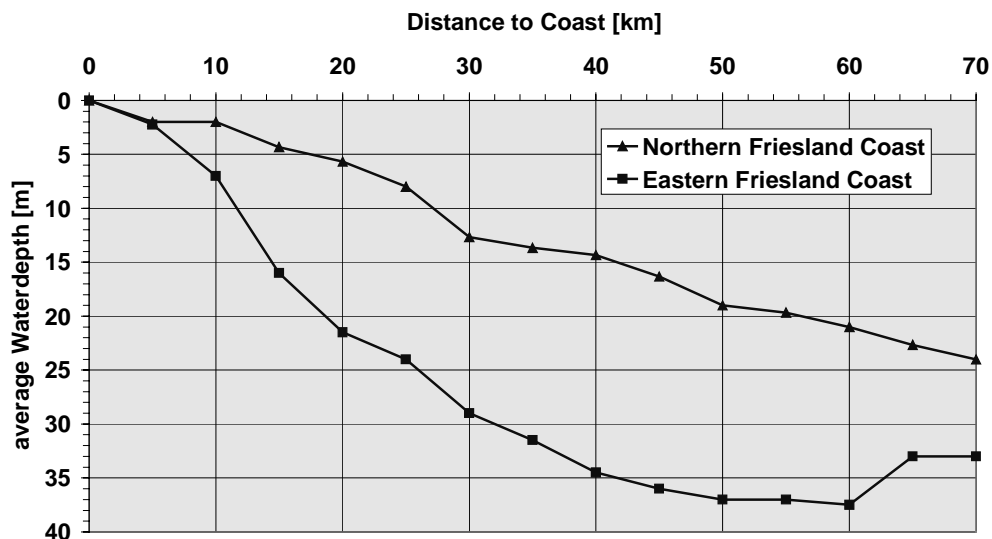 Distance to Coast [km]
0 10 20 30 40 50 60 70
0
5
10
15
20
25
30
35
40
average Waterdepth [m]
Northern Friesland Coast
Eastern Friesland Coast